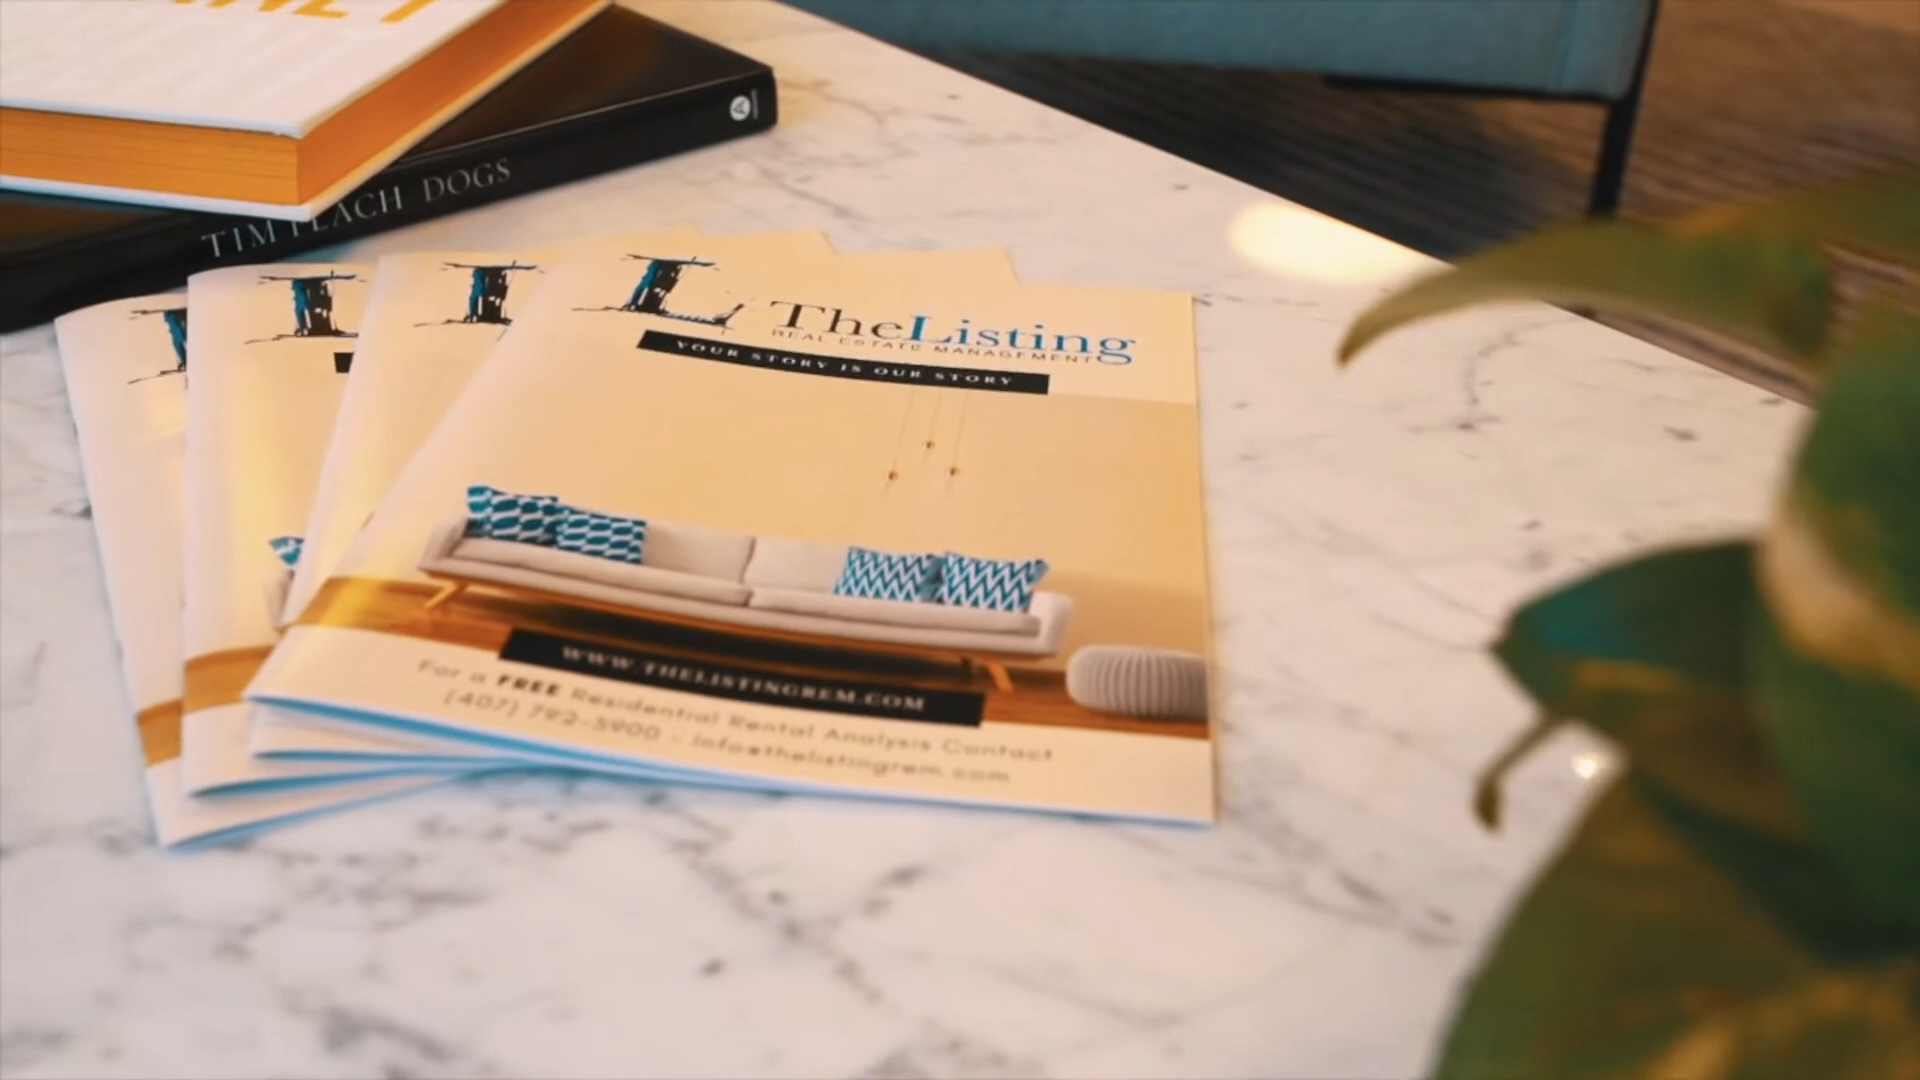 TIM FLACH DOGS
TheListing
REAL ESTATE MANAGEMENT
YOUR STORY IS OUR STORY
WWW.THELISTINGREM.COM
For a FREE Residential Rental Analysis Contact
(407) 792-5900 - info@thelistingrem.com